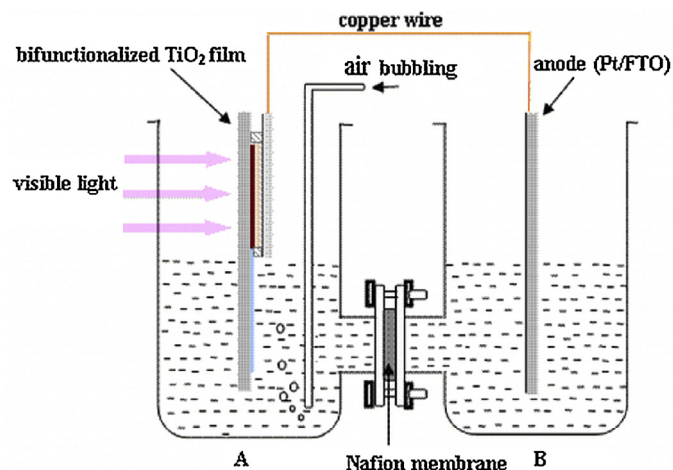 copper wire
bifunctionalized TiO₂ film
air bubbling
anode (Pt/FTO)
visible light
A
Nafion membrane
B